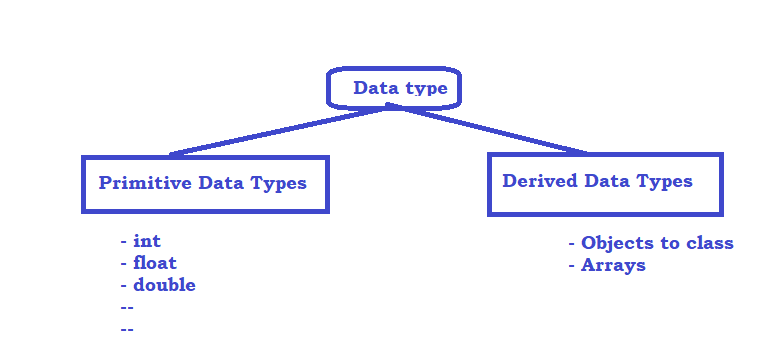 Data type
Primitive Data Types
- int
- float
- double
--
--
Derived Data Types
- Objects to class
- Arrays